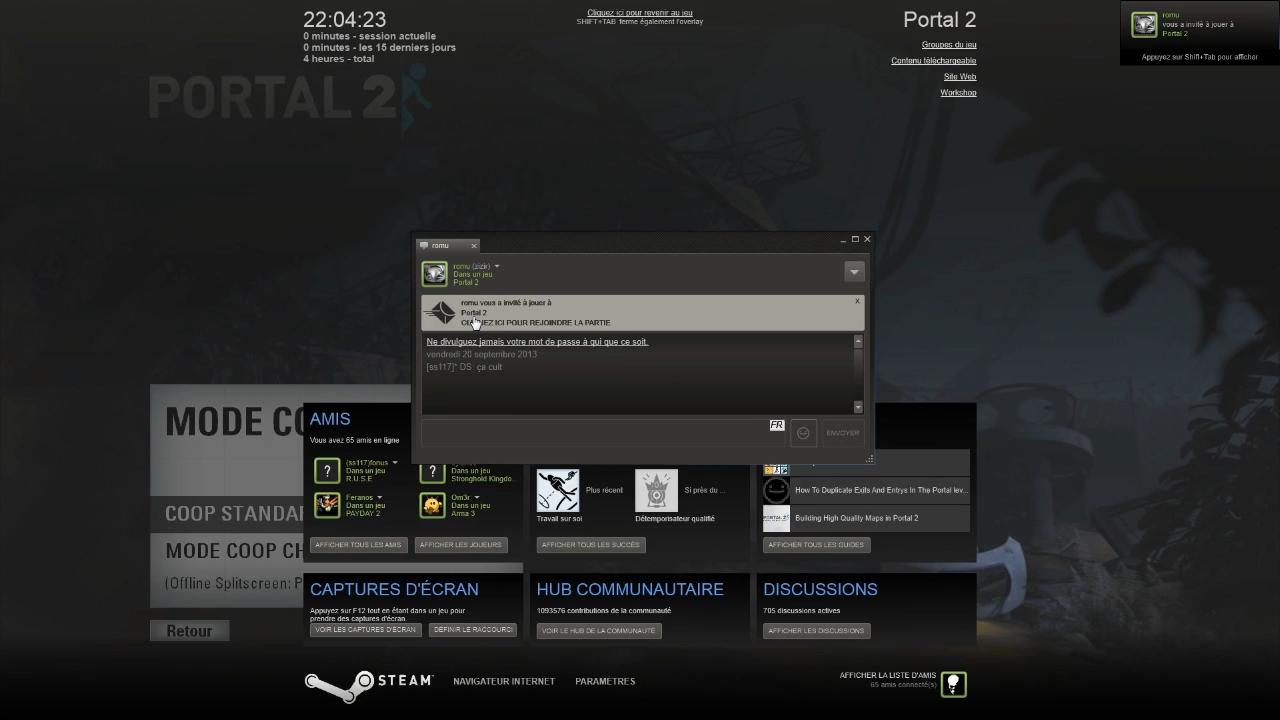 22:04:23
0 minutes - session actuelle
0 minutes - les 15 derniers jours
4 heures - total
Cliquez ici pour revenir au jeu
SHIFT+TAB ferme également l'overlay
Portal 2
Groupes du jeu
Contenu téléchargeable
Site Web
Workshop
romu
vous a invité à jouer à
Portal 2
Appuyez sur Shift+Tab pour afficher
PORTAL 2
romu
romu (zizir)
Dans un jeu
Portal 2
romu vous a invité à jouer à
Portal 2
CLIQUEZ ICI POUR REJOINDRE LA PARTIE
Ne divulguez jamais votre mot de passe à qui que ce soit.
vendredi 20 septembre 2013
[ss117]* DS: ça cuit
FR
ENVOYER
MODE CO
COOP STANDA
MODE COOP CH
(Offline Splitscreen: P
Retour
AMIS
Vous avez 65 amis en ligne
(ss117)fonus
Dans un jeu
R.U.S.E
Dans un jeu
Stronghold Kingdo...
Feranos
Dans un jeu
PAYDAY 2
Om3r
Dans un jeu
Arma 3
AFFICHER TOUS LES AMIS
AFFICHER LES JOUEURS
Plus récent
Travail sur soi
Si près du ...
Détemporisateur qualifié
AFFICHER TOUS LES SUCCÈS
How To Duplicate Exits And Entrys In The Portal lev...
Building High Quality Maps in Portal 2
AFFICHER TOUS LES GUIDES
CAPTURES D'ÉCRAN
Appuyez sur F12 tout en étant dans un jeu pour
prendre des captures d'écran.
VOIR LES CAPTURES D'ÉCRAN
DÉFINIR LE RACCOURCI
HUB COMMUNAUTAIRE
1093576 contributions de la communauté
VOIR LE HUB DE LA COMMUNAUTÉ
DISCUSSIONS
705 discussions actives
AFFICHER LES DISCUSSIONS
STEAM
NAVIGATEUR INTERNET
PARAMÈTRES
AFFICHER LA LISTE D'AMIS
65 amis connecté(s)